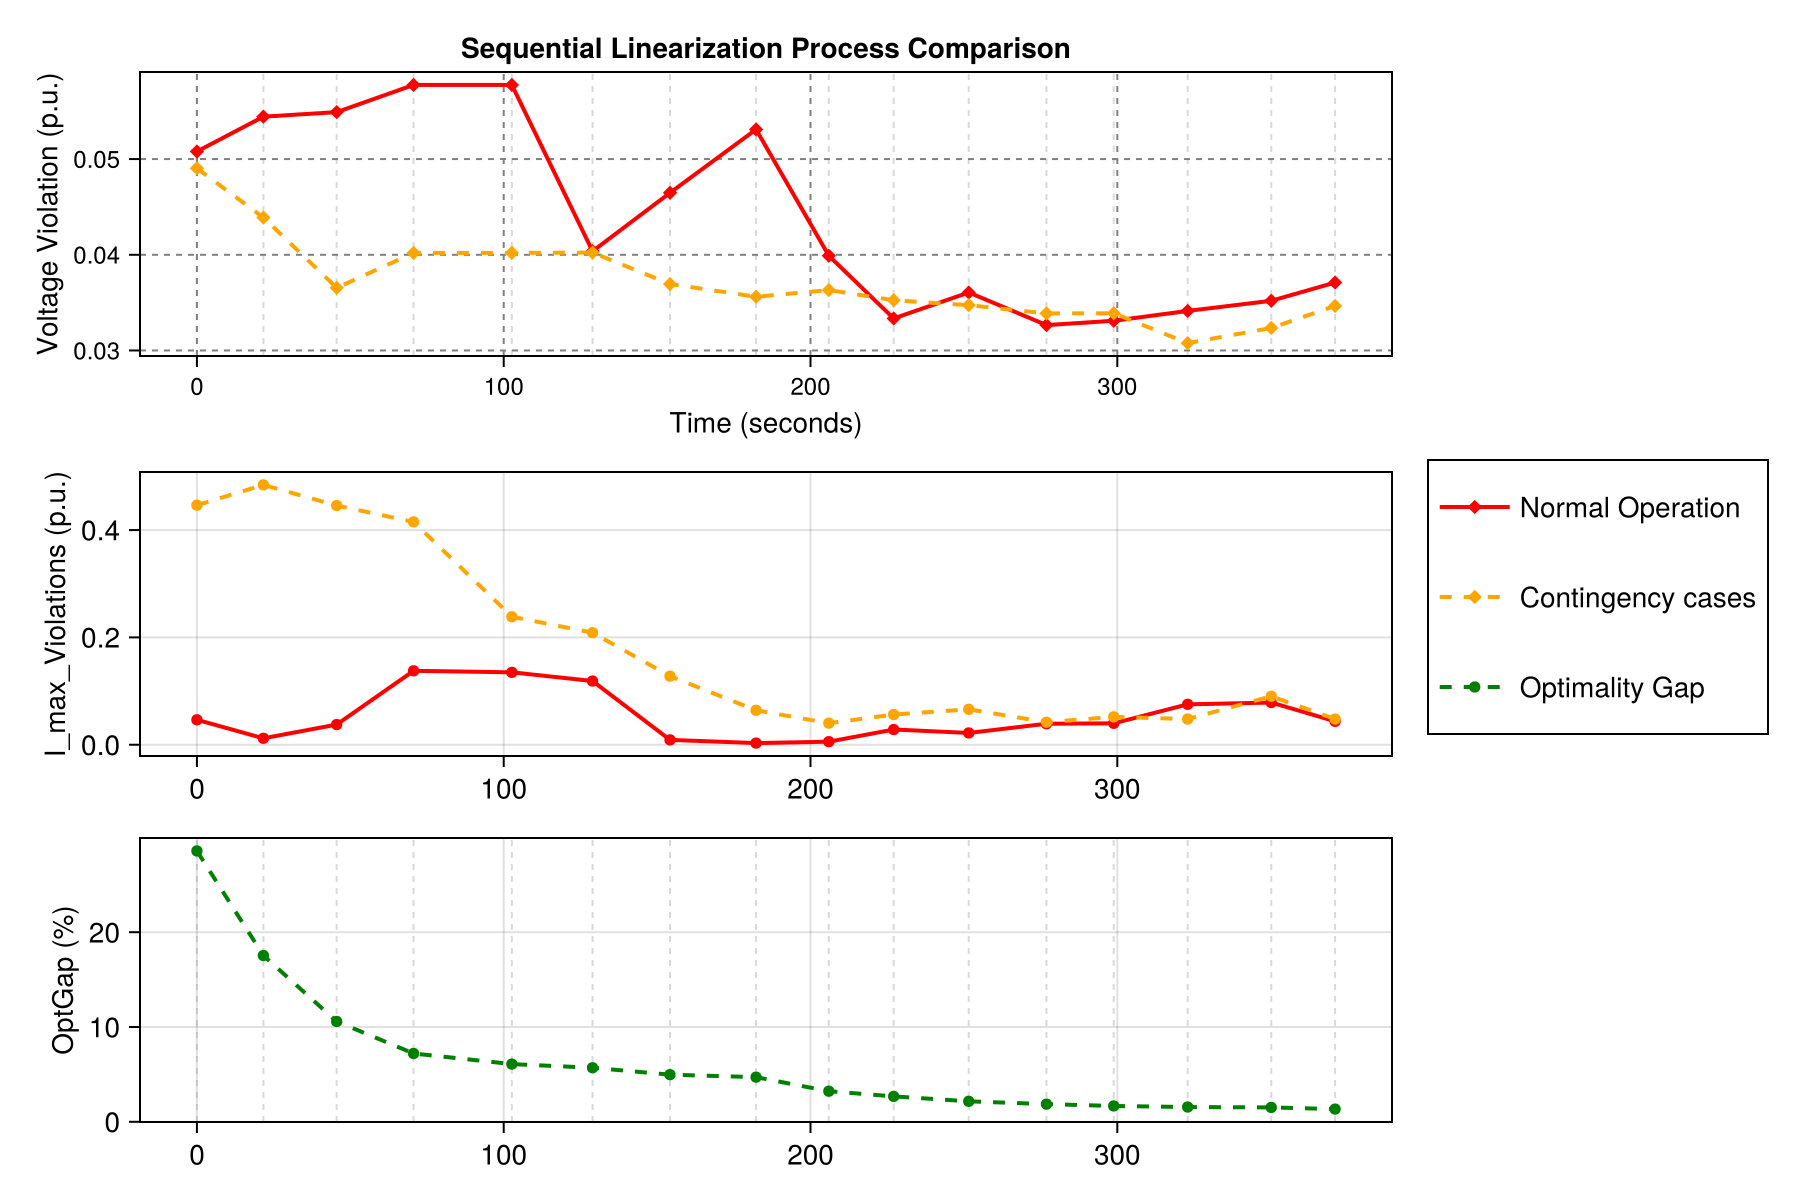 Sequential Linearization Process Comparison
Voltage Violation (p.u.)
0.05
0.04
0.03
0 100 200 300
Time (seconds)
I_max_Violations (p.u.)
0.4
0.2
0.0
0 100 200 300
Normal Operation
Contingency cases
Optimality Gap
OptGap (%)
20
10
0
0 100 200 300